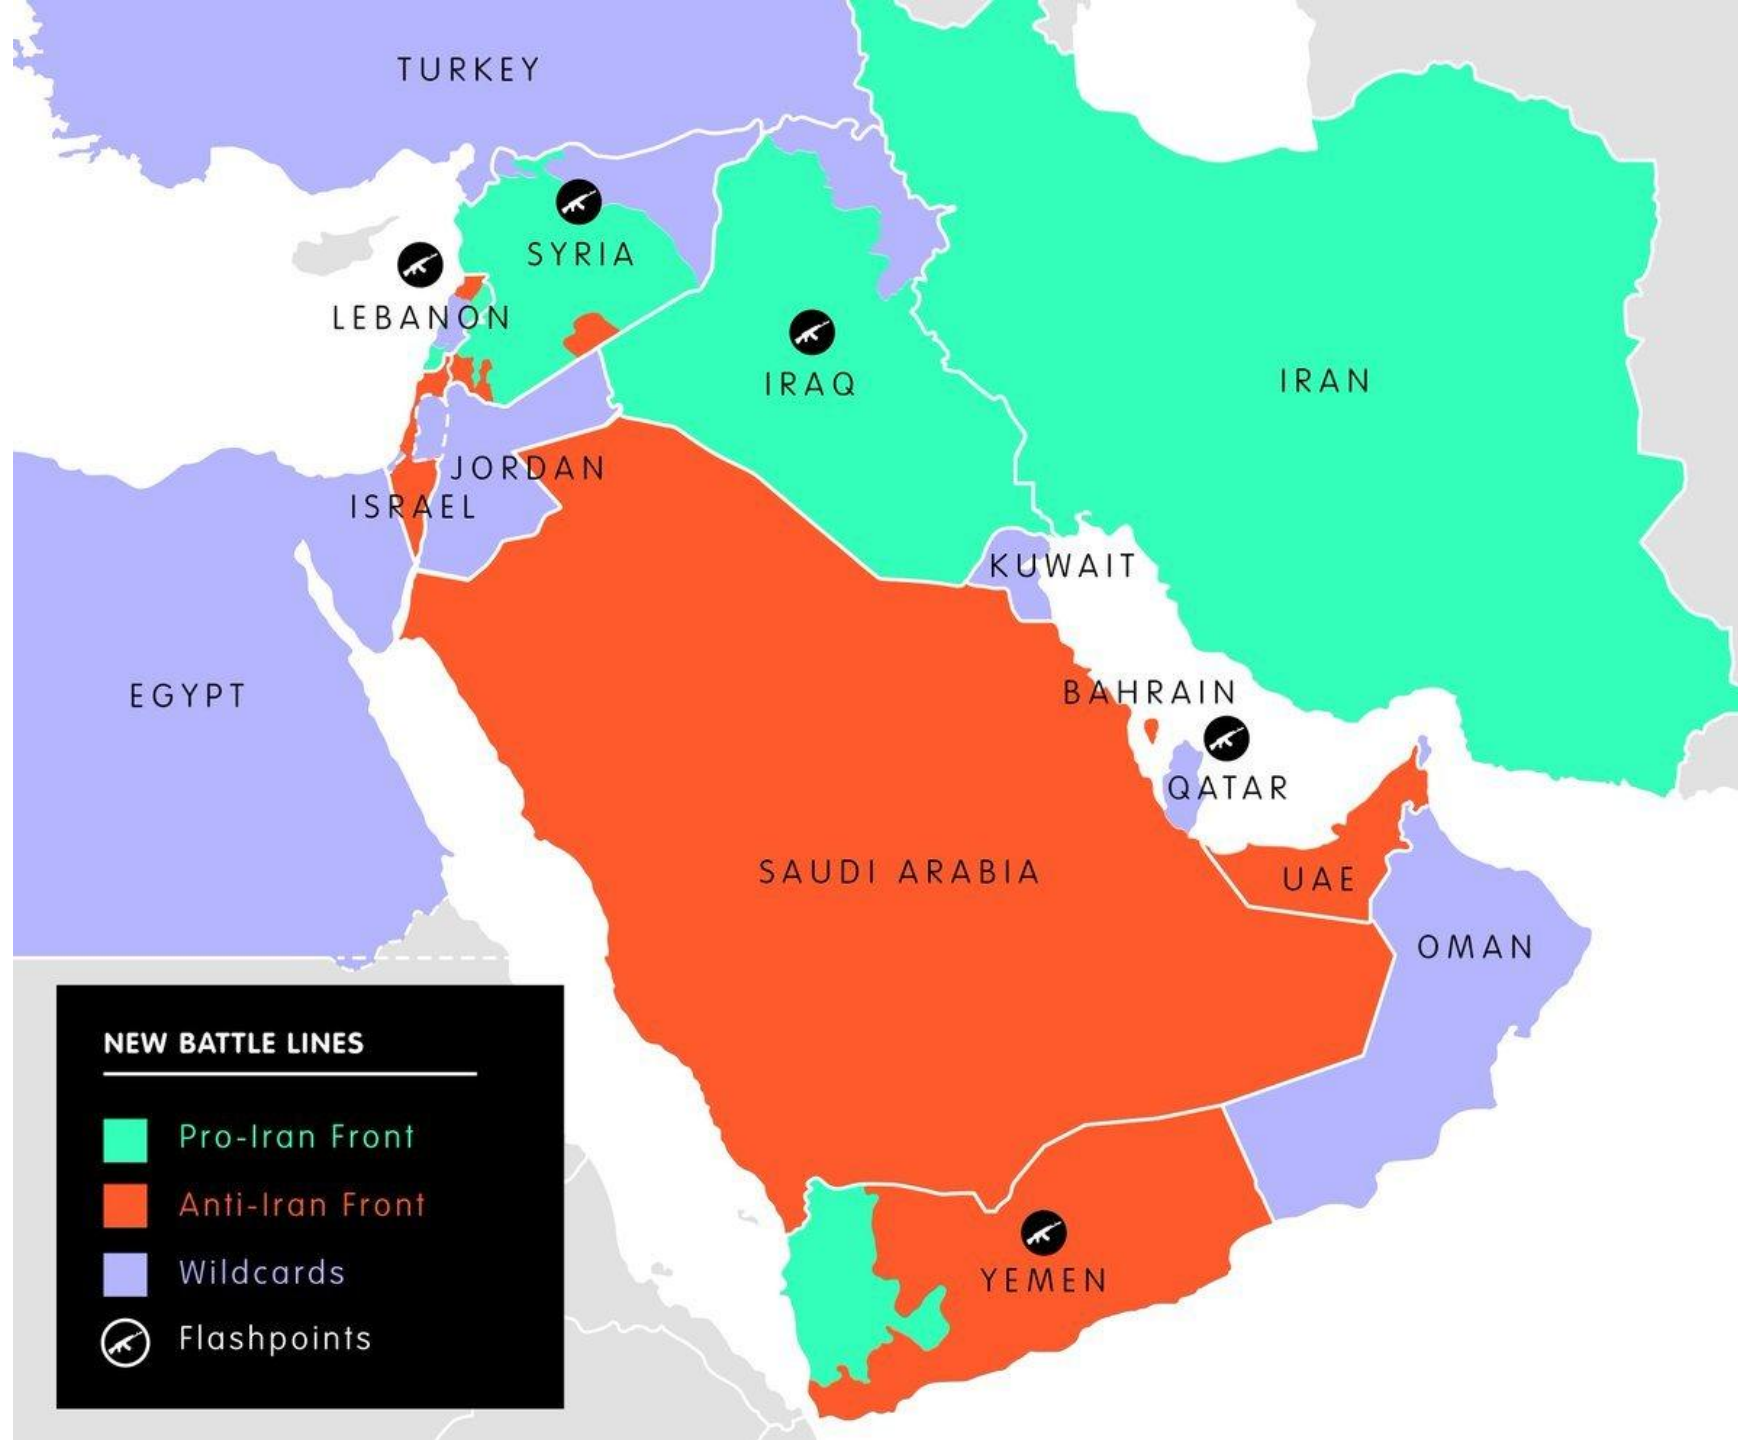 TURKEY
SYRIA
LEBANON
IRAQ
IRAN
JORDAN
ISRAEL
KUWAIT
EGYPT
BAHRAIN
QATAR
SAUDI ARABIA
UAE
OMAN
YEMEN
NEW BATTLE LINES
Pro-Iran Front
Anti-Iran Front
Wildcards
Flashpoints